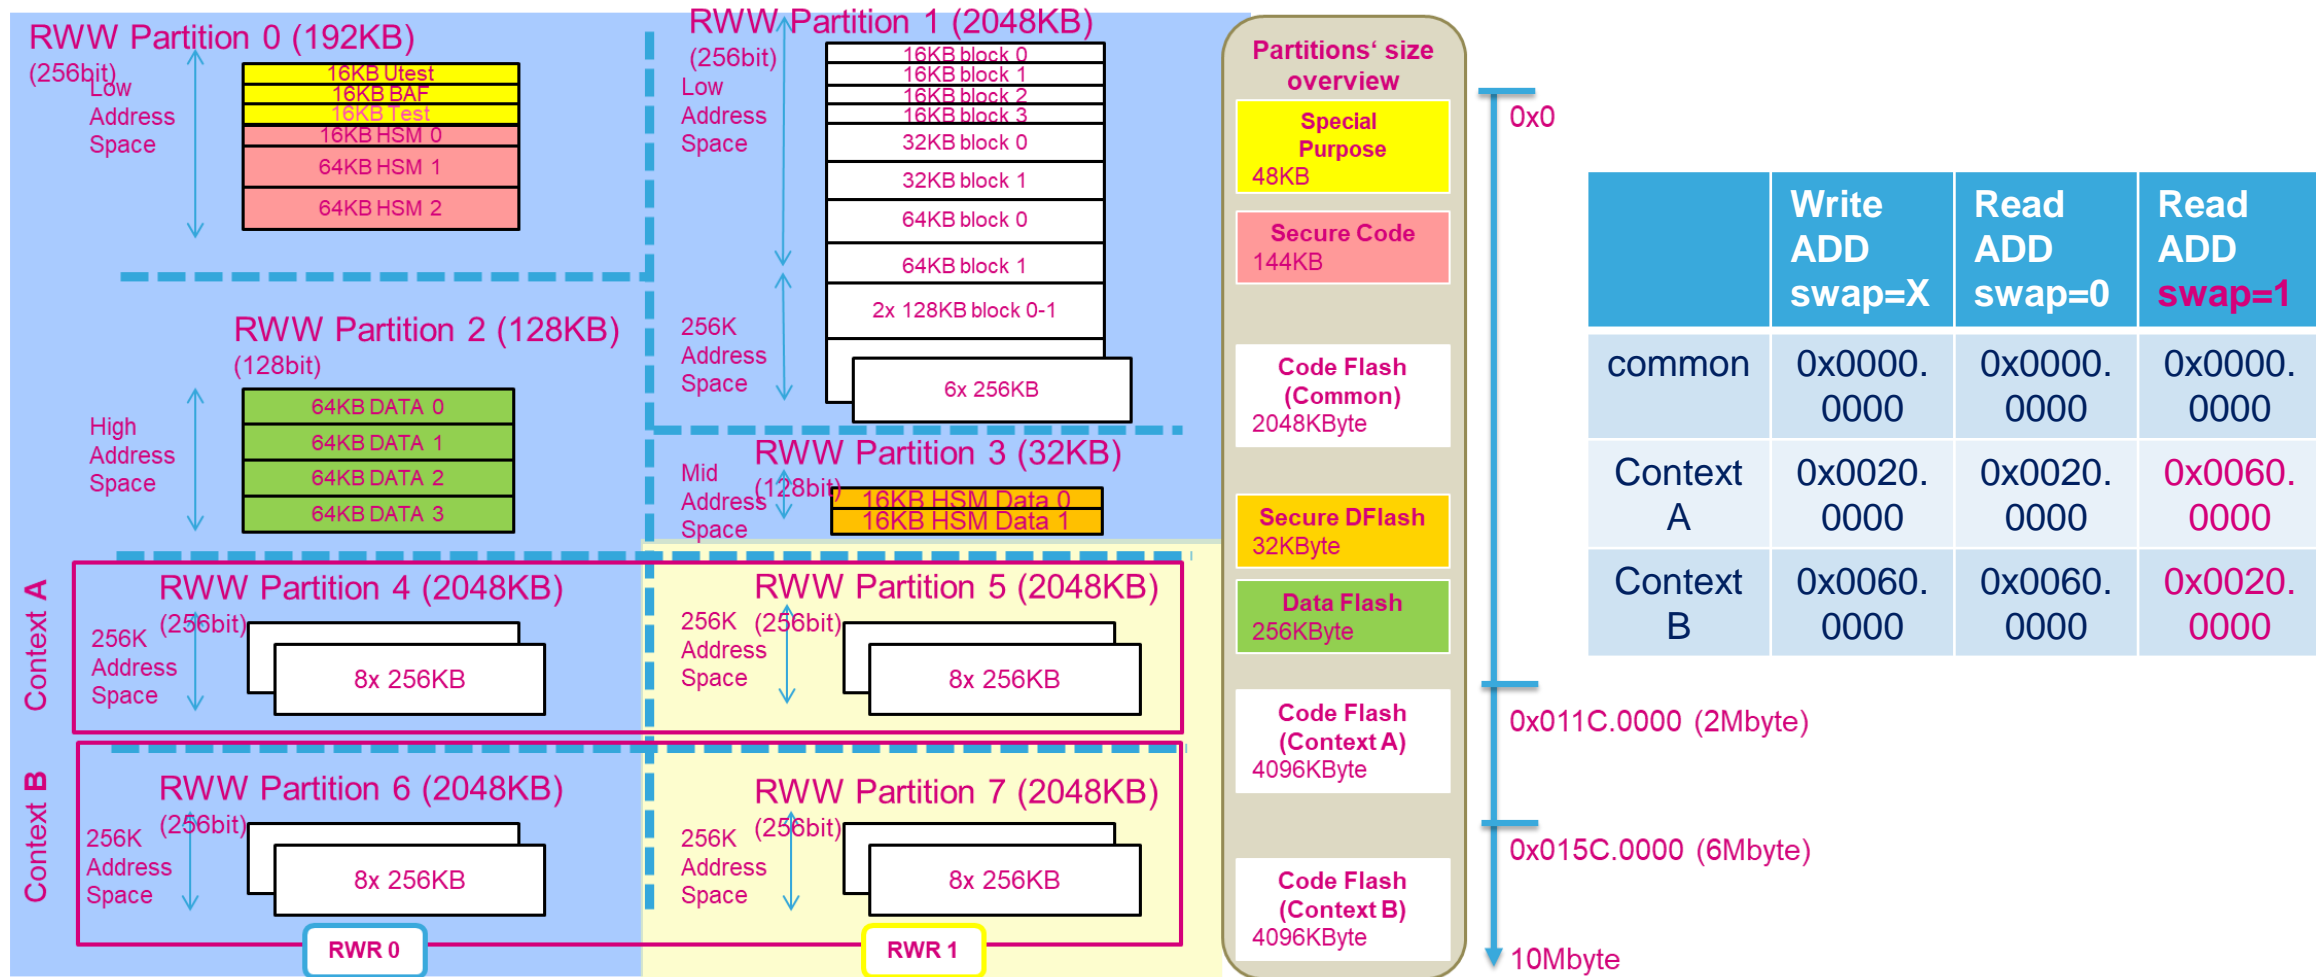 RWW Partition 0 (192KB)
(256bit)
Low
Address
Space
16KB Utest
16KB BAF
16KB Test
16KB HSM 0
64KB HSM 1
64KB HSM 2
RWW Partition 1 (2048KB)
(256bit)
Low
Address
Space
16KB block 0
16KB block 1
16KB block 2
16KB block 3
32KB block 0
32KB block 1
64KB block 0
64KB block 1
2x 128KB block 0-1
6x 256KB
256K
Address
Space
RWW Partition 2 (128KB)
(128bit)
High
Address
Space
64KB DATA 0
64KB DATA 1
64KB DATA 2
64KB DATA 3
RWW Partition 3 (32KB)
(128bit)
Mid
Address
Space
16KB HSM Data 0
16KB HSM Data 1
Context A
RWW Partition 4 (2048KB)
(256bit)
256K
Address
Space
8x 256KB
RWW Partition 5 (2048KB)
(256bit)
256K
Address
Space
8x 256KB
Context B
RWW Partition 6 (2048KB)
(256bit)
256K
Address
Space
8x 256KB
RWW Partition 7 (2048KB)
(256bit)
256K
Address
Space
8x 256KB
RWR 0
RWR 1
Partitions‘ size
overview
Special
Purpose
48KB
Secure Code
144KB
Code Flash
(Common)
2048KByte
Secure DFlash
32KByte
Data Flash
256KByte
Code Flash
(Context A)
4096KByte
Code Flash
(Context B)
4096KByte
0x0
0x011C.0000 (2Mbyte)
0x015C.0000 (6Mbyte)
10Mbyte
Write ADD swap=X
Read ADD swap=0
Read ADD swap=1
common
0x0000.0000
0x0000.0000
0x0000.0000
Context A
0x0020.0000
0x0020.0000
0x0060.0000
Context B
0x0060.0000
0x0060.0000
0x0020.0000